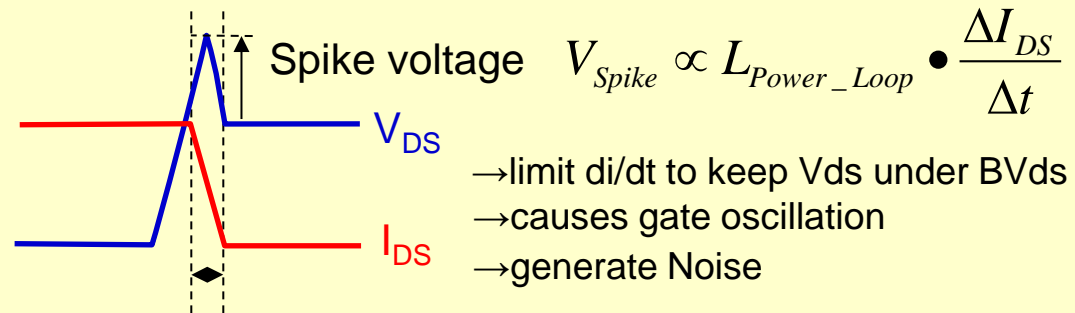 Spike voltage V_Spike ∝ L_Power_Loop • ΔI_DS / Δt
V_DS
→limit di/dt to keep Vds under BVds
→causes gate oscillation
I_DS
→generate Noise